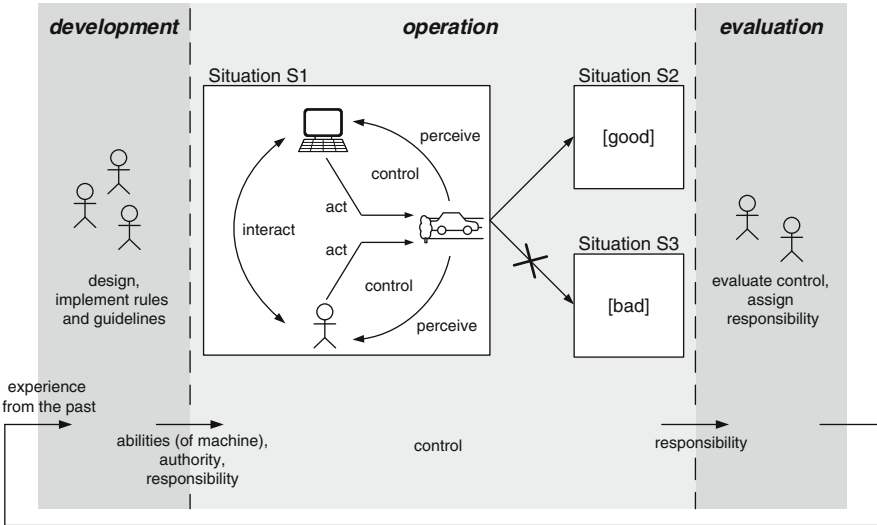 development
operation
evaluation
Situation S1
Situation S2
perceive
[good]
control
act
interact
act
Situation S3
control
[bad]
perceive
design,
implement rules
and guidelines
evaluate control,
assign
responsibility
experience
from the past
abilities (of machine),
authority,
responsibility
control
responsibility